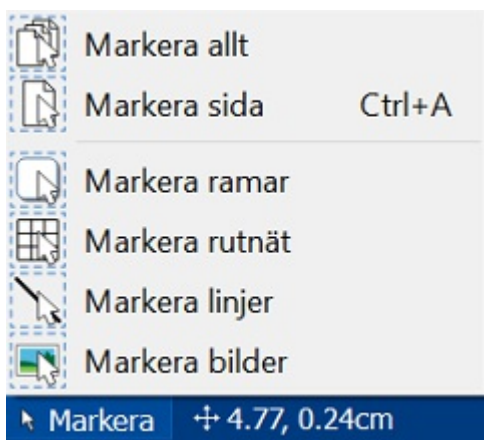 Markera allt
Markera sida Ctrl+A
Markera ramar
Markera rutnät
Markera linjer
Markera bilder
Markera 4.77, 0.24cm